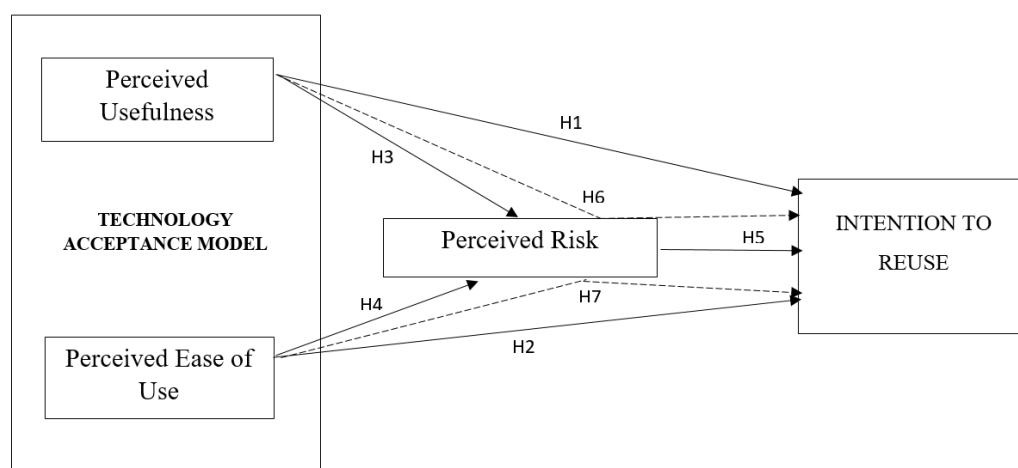 Perceived
Usefulness
H1
H3
TECHNOLOGY
ACCEPTANCE MODEL
H6
Perceived Risk
H5
INTENTION TO
REUSE
H4
H7
H2
Perceived Ease of
Use